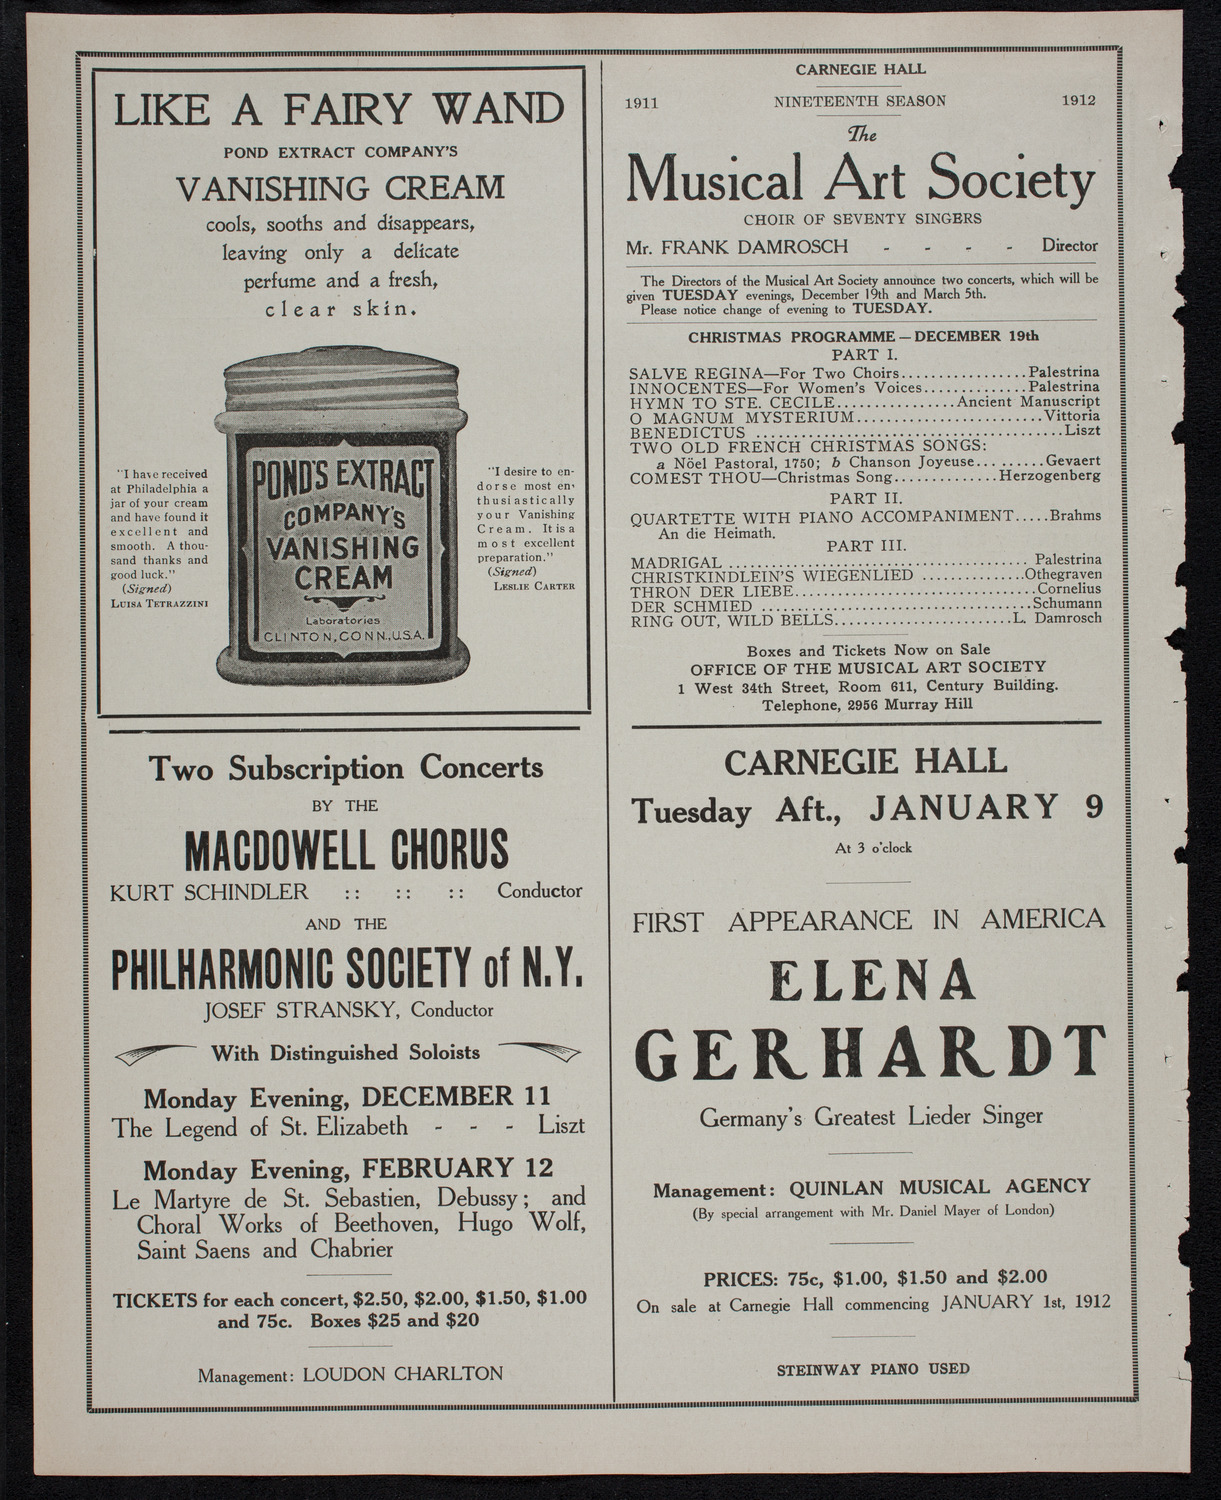 LIKE A FAIRY WAND
POND EXTRACT COMPANY'S
VANISHING CREAM
cools, sooths and disappears,
leaving only a delicate
perfume and a fresh,
clear skin.
"I have received
at Philadelphia a
jar of your cream
and have found it
excellent and
smooth. A thou-
sand thanks and
good luck."
(Signed)
LUISA TETRAZZINI
POND'S EXTRACT
COMPANY'S
VANISHING
CREAM
Laboratories
CLINTON, CONN., U.S.A.
"I desire to en-
dorse most en-
thusiastically
your Vanishing
Cream. It is a
most excellent
preparation."
(Signed)
LESLIE CARTER
Two Subscription Concerts
BY THE
MACDOWELL CHORUS
KURT SCHINDLER :: :: :: Conductor
AND THE
PHILHARMONIC SOCIETY of N.Y.
JOSEF STRANSKY, Conductor
With Distinguished Soloists
Monday Evening, DECEMBER 11
The Legend of St. Elizabeth - - - Liszt
Monday Evening, FEBRUARY 12
Le Martyre de St. Sebastien, Debussy; and
Choral Works of Beethoven, Hugo Wolf,
Saint Saens and Chabrier
TICKETS for each concert, $2.50, $2.00, $1.50, $1.00
and 75c. Boxes $25 and $20
Management: LOUDON CHARLTON
CARNEGIE HALL
1911 NINETEENTH SEASON 1912
The
Musical Art Society
CHOIR OF SEVENTY SINGERS
Mr. FRANK DAMROSCH - - - - Director
The Directors of the Musical Art Society announce two concerts, which will be
given TUESDAY evenings, December 19th and March 5th.
Please notice change of evening to TUESDAY.
CHRISTMAS PROGRAMME — DECEMBER 19th
PART I.
SALVE REGINA—For Two Choirs................Palestrina
INNOCENTES—For Women's Voices..............Palestrina
HYMN TO STE. CECILE................Ancient Manuscript
O MAGNUM MYSTERIUM........................Vittoria
BENEDICTUS ........................................Liszt
TWO OLD FRENCH CHRISTMAS SONGS:
a Nöel Pastoral, 1750; b Chanson Joyeuse..........Gevaert
COMEST THOU—Christmas Song.............Herzogenberg
PART II.
QUARTETTE WITH PIANO ACCOMPANIMENT.....Brahms
An die Heimath.
PART III.
MADRIGAL ......................................Palestrina
CHRISTKINDLEIN'S WIEGENLIED .............Othegraven
THRON DER LIEBE...............................Cornelius
DER SCHMIED ...................................Schumann
RING OUT, WILD BELLS.......................L. Damrosch
Boxes and Tickets Now on Sale
OFFICE OF THE MUSICAL ART SOCIETY
1 West 34th Street, Room 611, Century Building.
Telephone, 2956 Murray Hill
CARNEGIE HALL
Tuesday Aft., JANUARY 9
At 3 o'clock
FIRST APPEARANCE IN AMERICA
ELENA
GERHARDT
Germany's Greatest Lieder Singer
Management: QUINLAN MUSICAL AGENCY
(By special arrangement with Mr. Daniel Mayer of London)
PRICES: 75c, $1.00, $1.50 and $2.00
On sale at Carnegie Hall commencing JANUARY 1st, 1912
STEINWAY PIANO USED